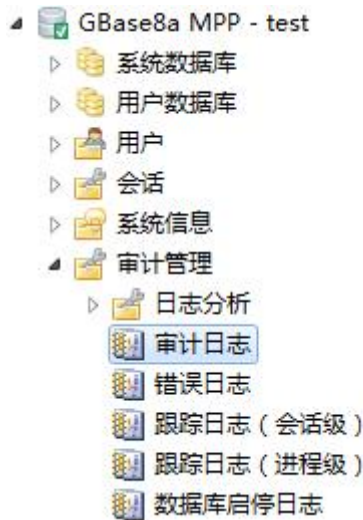 GBase8a MPP - test
系统数据库
用户数据库
用户
会话
系统信息
审计管理
日志分析
审计日志
错误日志
跟踪日志（会话级）
跟踪日志（进程级）
数据库启停日志